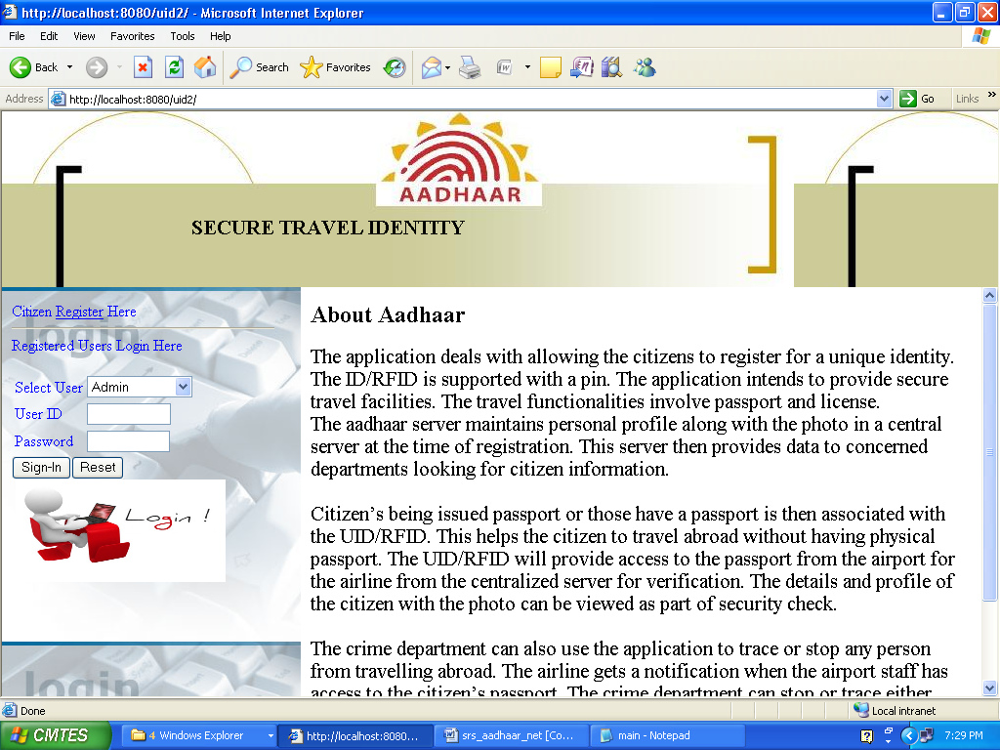 http://localhost:8080/uid2/ - Microsoft Internet Explorer
File Edit View Favorites Tools Help
Back Search Favorites
Address http://localhost:8080/uid2/ Go Links »
AADHAAR
SECURE TRAVEL IDENTITY
login
Citizen Register Here
Registered Users Login Here
Select User Admin
User ID
Password
Sign-In Reset
Login !
login
About Aadhaar
The application deals with allowing the citizens to register for a unique identity.
The ID/RFID is supported with a pin. The application intends to provide secure
travel facilities. The travel functionalities involve passport and license.
The aadhaar server maintains personal profile along with the photo in a central
server at the time of registration. This server then provides data to concerned
departments looking for citizen information.
Citizen’s being issued passport or those have a passport is then associated with
the UID/RFID. This helps the citizen to travel abroad without having physical
passport. The UID/RFID will provide access to the passport from the airport for
the airline from the centralized server for verification. The details and profile of
the citizen with the photo can be viewed as part of security check.
The crime department can also use the application to trace or stop any person
from travelling abroad. The airline gets a notification when the airport staff has
access to the citizen’s passport. The crime department can stop or trace either
Done Local intranet
CMTES 4 Windows Explorer http://localhost:8080... srs_aadhaar_net [Co... main - Notepad 7:29 PM